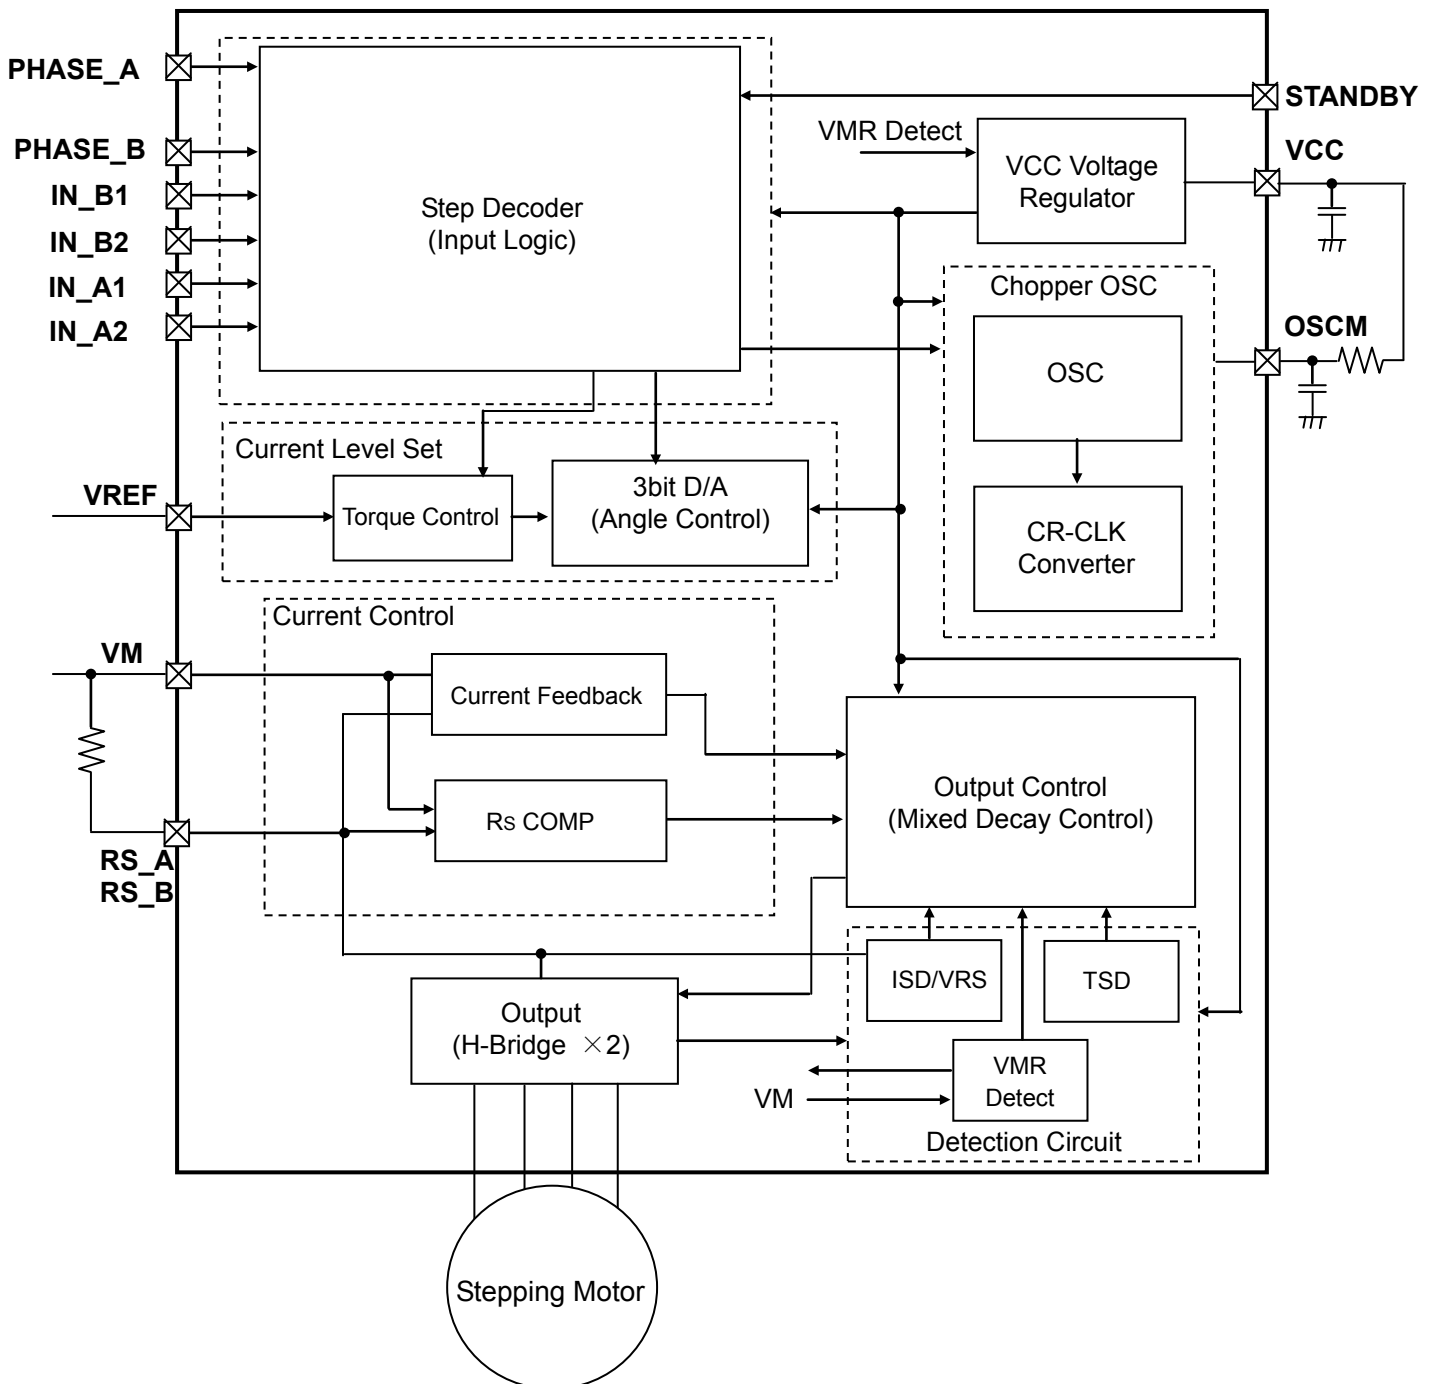 PHASE_A
PHASE_B
IN_B1
IN_B2
IN_A1
IN_A2
Step Decoder
(Input Logic)
STANDBY
VMR Detect
VCC Voltage
Regulator
VCC
Chopper OSC
OSC
CR-CLK
Converter
OSCM
Current Level Set
VREF
Torque Control
3bit D/A
(Angle Control)
Current Control
VM
Current Feedback
RS COMP
RS_A
RS_B
Output Control
(Mixed Decay Control)
ISD/VRS
TSD
Output
(H-Bridge ×2)
VM
VMR
Detect
Detection Circuit
Stepping Motor